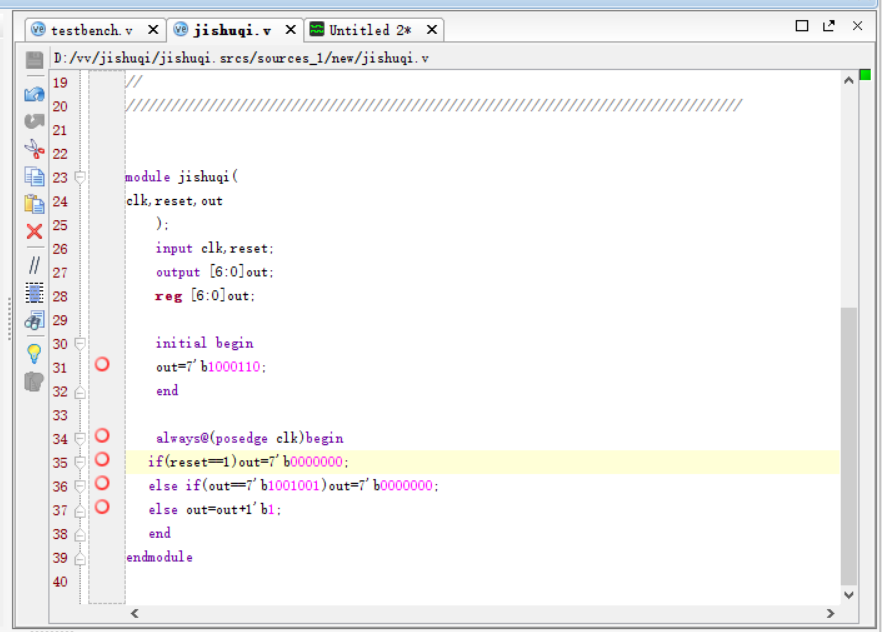 testbench.v × jishuqi.v × Untitled 2* ×
D:/vv/jishuqi/jishuqi.srcs/sources_1/new/jishuqi.v
19 //
20 //////////////////////////////////////////////////////////////////////////////////
21
22
23 module jishuqi(
24 clk,reset,out
25 );
26 input clk,reset;
27 output [6:0]out;
28 reg [6:0]out;
29
30 initial begin
31 out=7'b1000110;
32 end
33
34 always@(posedge clk)begin
35 if(reset==1)out=7'b0000000;
36 else if(out==7'b1001001)out=7'b0000000;
37 else out=out+1'b1;
38 end
39 endmodule
40